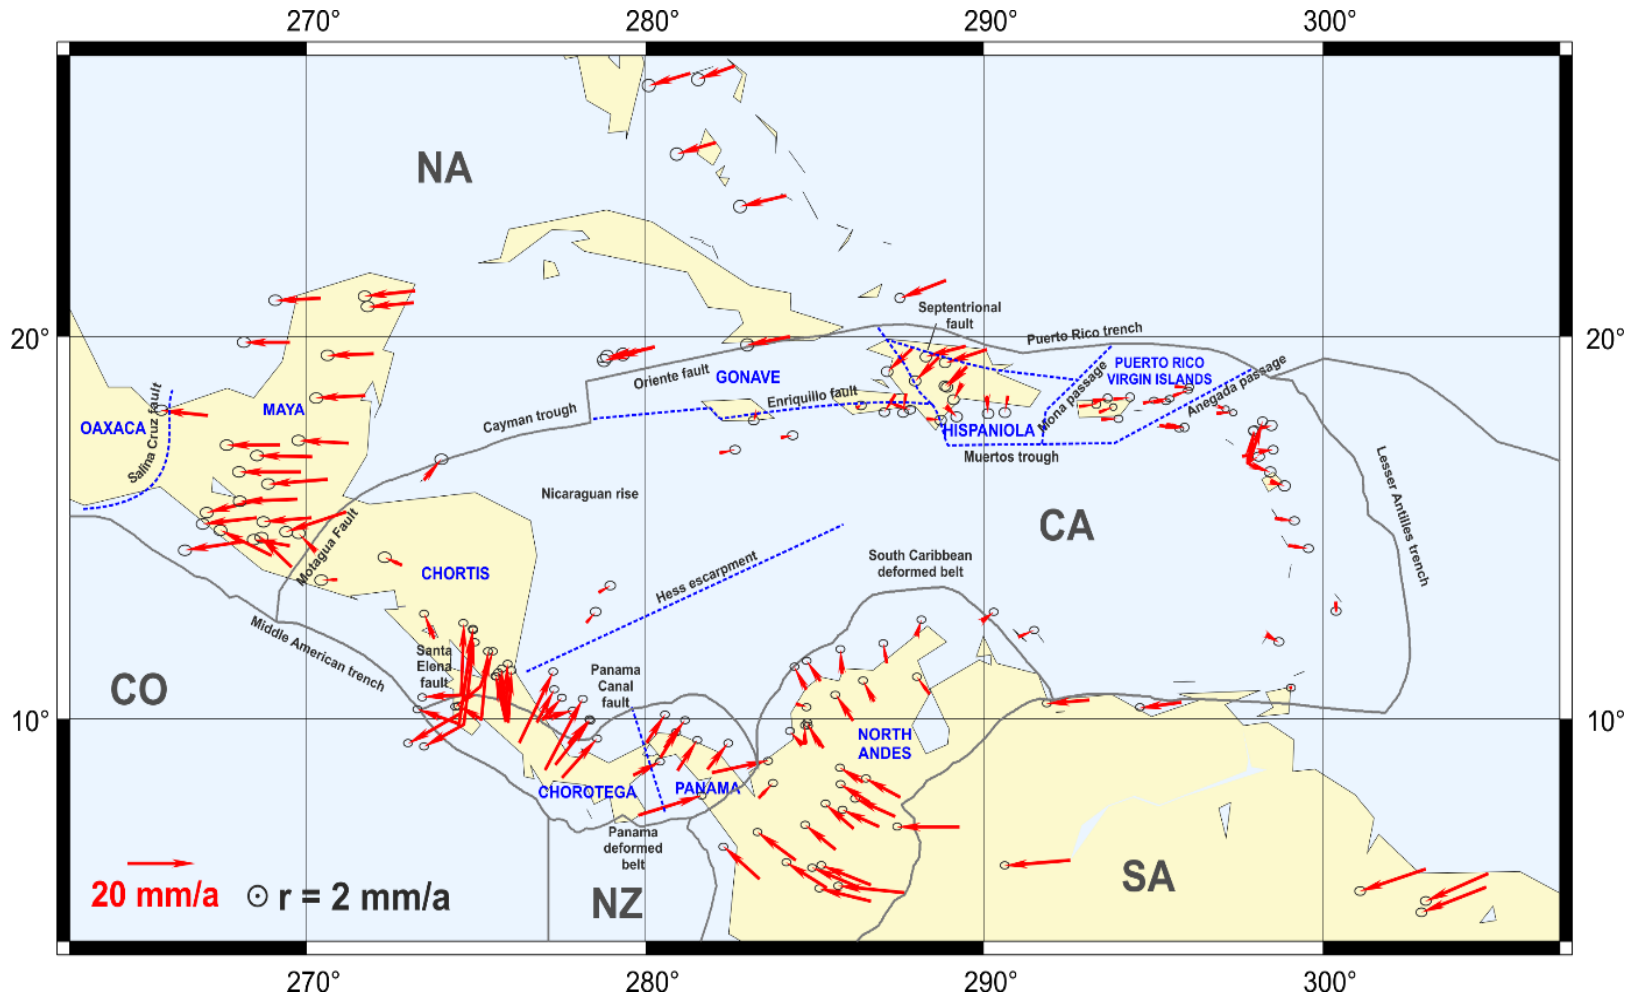 270°
280°
290°
300°
NA
20°
20°
Septentrional
fault
Puerto Rico trench
PUERTO RICO
VIRGIN ISLANDS
Oriente fault
GONAVE
Mona passage
Anegada passage
Enriquillo fault
MAYA
Cayman trough
OAXACA
Salina Cruz fault
HISPANIOLA
Muertos trough
Nicaraguan rise
CA
Lesser Antilles trench
Motagua Fault
CHORTIS
South Caribbean
deformed belt
Hess escarpment
Middle American trench
Santa
Elena
fault
Panama
Canal
fault
CO
10°
10°
NORTH
ANDES
CHOROTEGA
PANAMA
Panama
deformed
belt
SA
20 mm/a
r = 2 mm/a
NZ
270°
280°
290°
300°